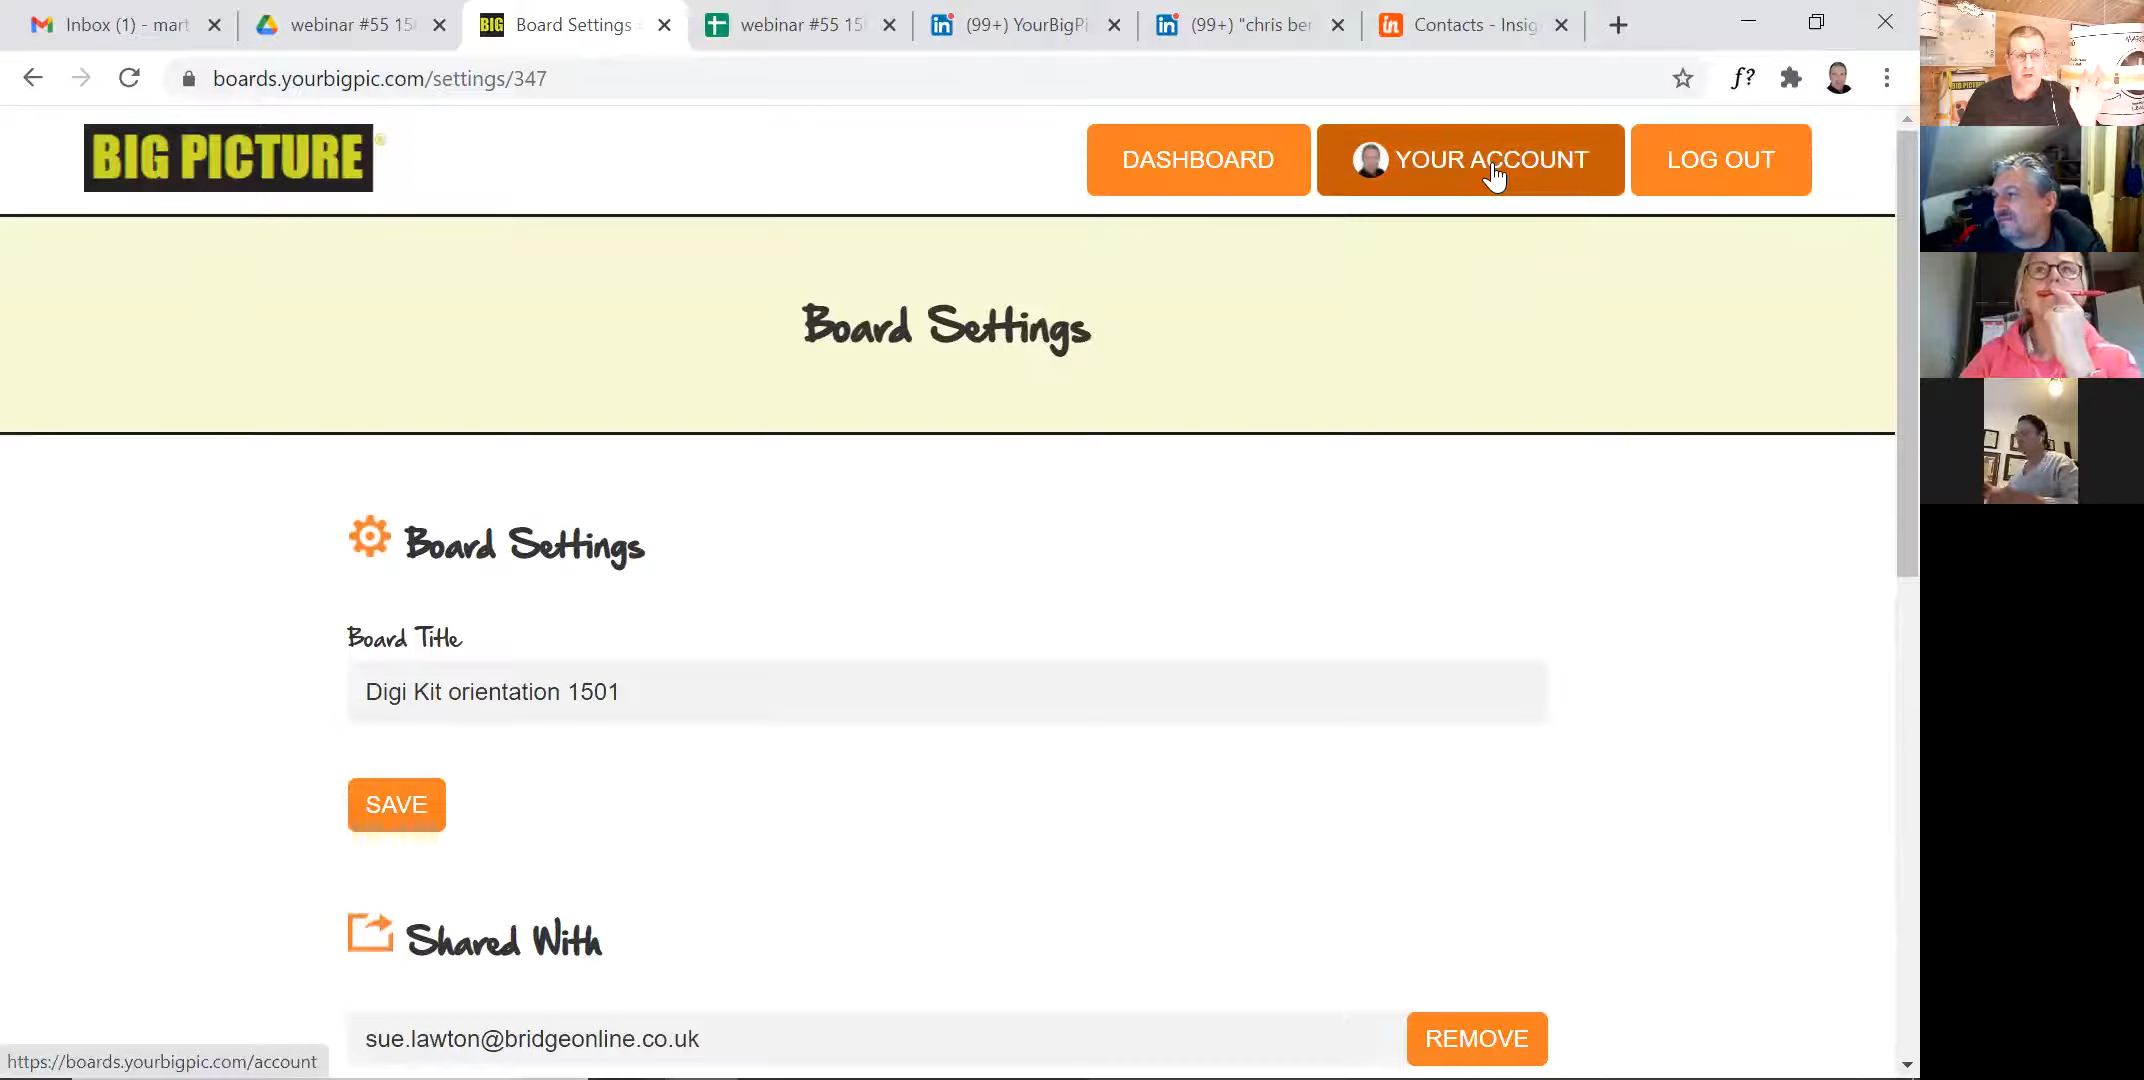 Inbox (1) - mart
webinar #55 15
Board Settings
webinar #55 15
(99+) YourBigPi
(99+) "chris ber
Contacts - Insig
boards.yourbigpic.com/settings/347
f?
BIG PICTURE
DASHBOARD
YOUR ACCOUNT
LOG OUT
Board Settings
Board Settings
Board Title
Digi Kit orientation 1501
SAVE
Shared With
sue.lawton@bridgeonline.co.uk
REMOVE
https://boards.yourbigpic.com/account